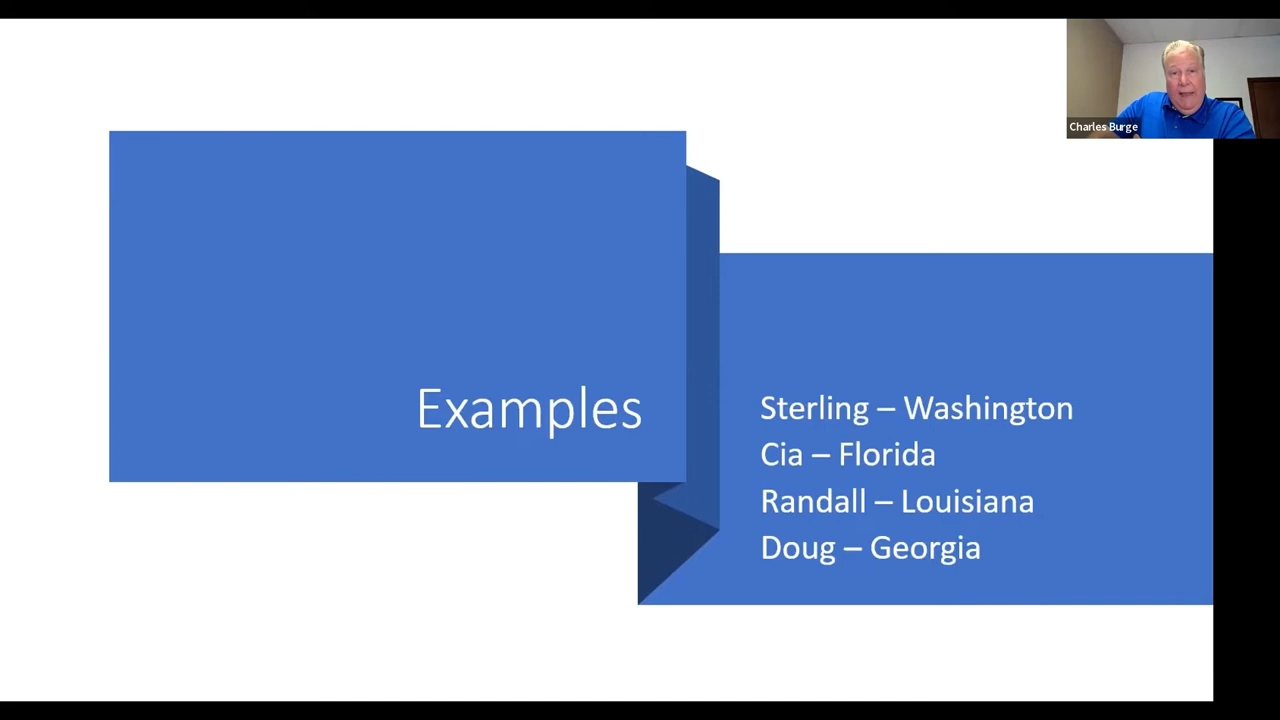 Charles Burge
Examples
Sterling – Washington
Cia – Florida
Randall – Louisiana
Doug – Georgia